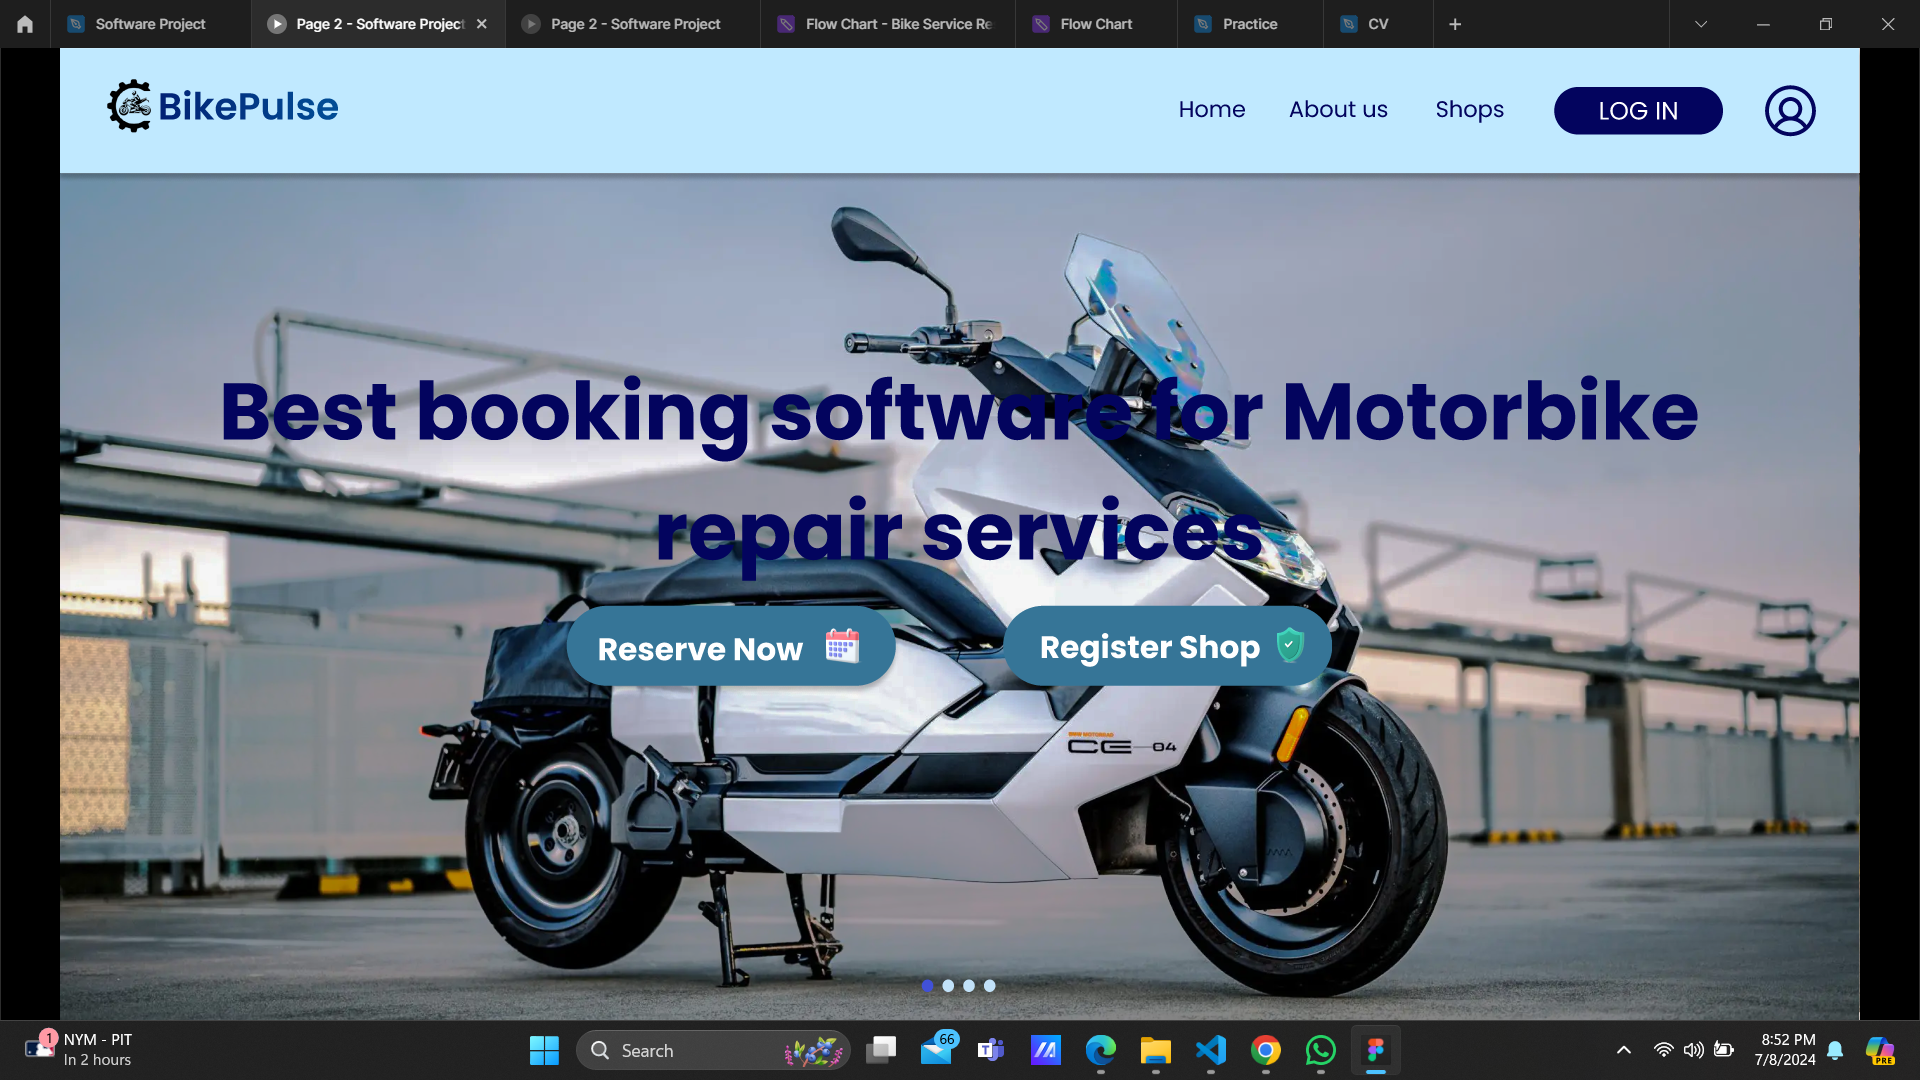 Software Project
Page 2 - Software Project
Page 2 - Software Project
Flow Chart - Bike Service Re
Flow Chart
Practice
CV
BikePulse
Home
About us
Shops
LOG IN
Best booking software for Motorbike
repair services
Reserve Now
Register Shop
BMW MOTORRAD
CE 04
1
NYM - PIT
In 2 hours
Search
66
T
PRE
8:52 PM
7/8/2024